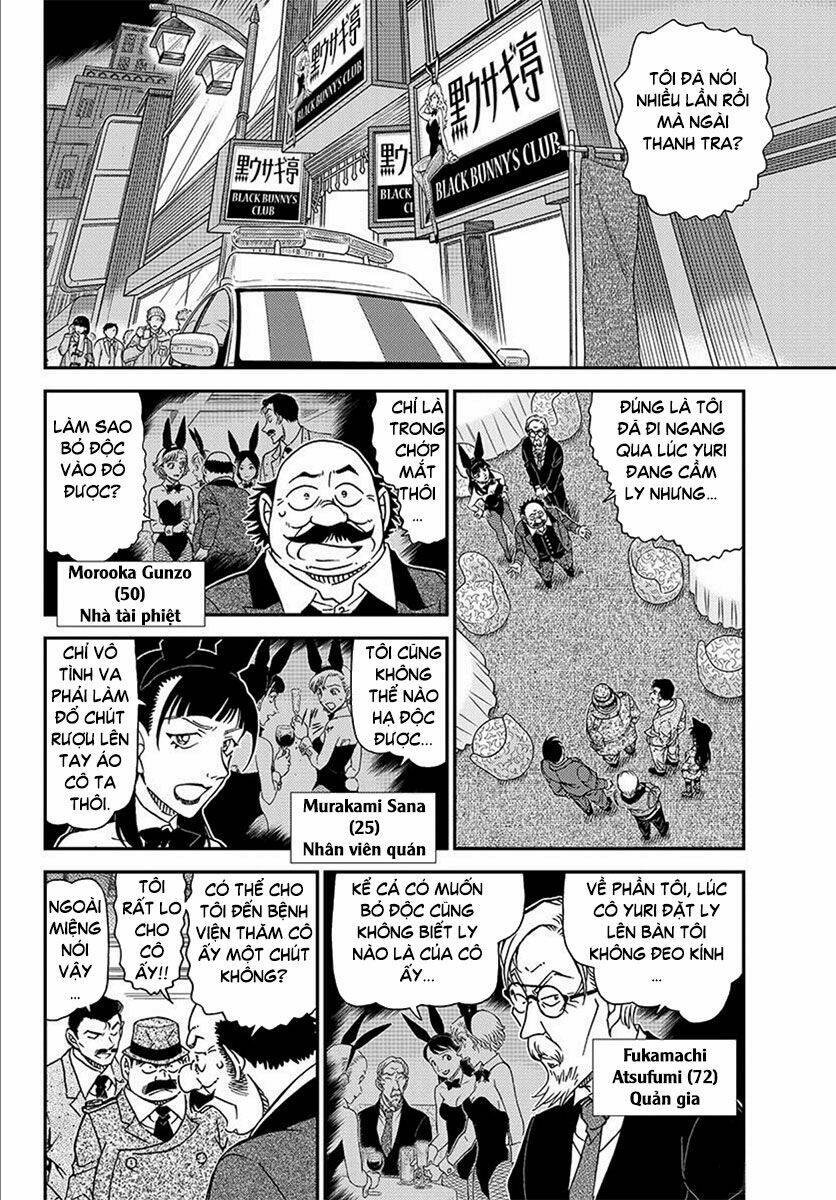 黒ウサギ亭
BLACK BUNNY'S CLUB
黒ウサギ亭
BLACK BUNNY'S CLUB
黒ウサギ亭
BLACK BUNNY'S
CLUB
黒ウサギ亭
BLACK BUNNY'S
CLUB
TÔI ĐÃ NÓI
NHIỀU LẦN RỒI
MÀ NGÀI
THANH TRA?
ĐÚNG LÀ TÔI
ĐÃ ĐI NGANG
QUA LÚC YURI
ĐANG CẦM
LY NHƯNG...
CHỈ LÀ
TRONG
CHỚP
MẮT
THÔI
...
LÀM SAO
BỎ ĐỘC
VÀO ĐÓ
ĐƯỢC?
Morooka Gunzo
(50)
Nhà tài phiệt
TÔI CŨNG
KHÔNG
THỂ NÀO
HẠ ĐỘC
ĐƯỢC...
CHỈ VÔ
TÌNH VA
PHẢI LÀM
ĐỔ CHÚT
RƯỢU LÊN
TAY ÁO
CÔ TA
THÔI.
Murakami Sana
(25)
Nhân viên quán
VỀ PHẦN TÔI, LÚC
CÔ YURI ĐẶT LY
LÊN BÀN TÔI
KHÔNG ĐEO KÍNH
...
KỂ CẢ CÓ MUỐN
BỎ ĐỘC CŨNG
KHÔNG BIẾT LY
NÀO LÀ CỦA CÔ
ẤY...
Fukamachi
Atsufumi (72)
Quản gia
CÓ THỂ CHO
TÔI ĐẾN BỆNH
VIỆN THĂM CÔ
ẤY MỘT CHÚT
KHÔNG?
TÔI
RẤT LO
CHO
CÔ
ẤY!!
NGOÀI
MIỆNG
NÓI
VẬY
...